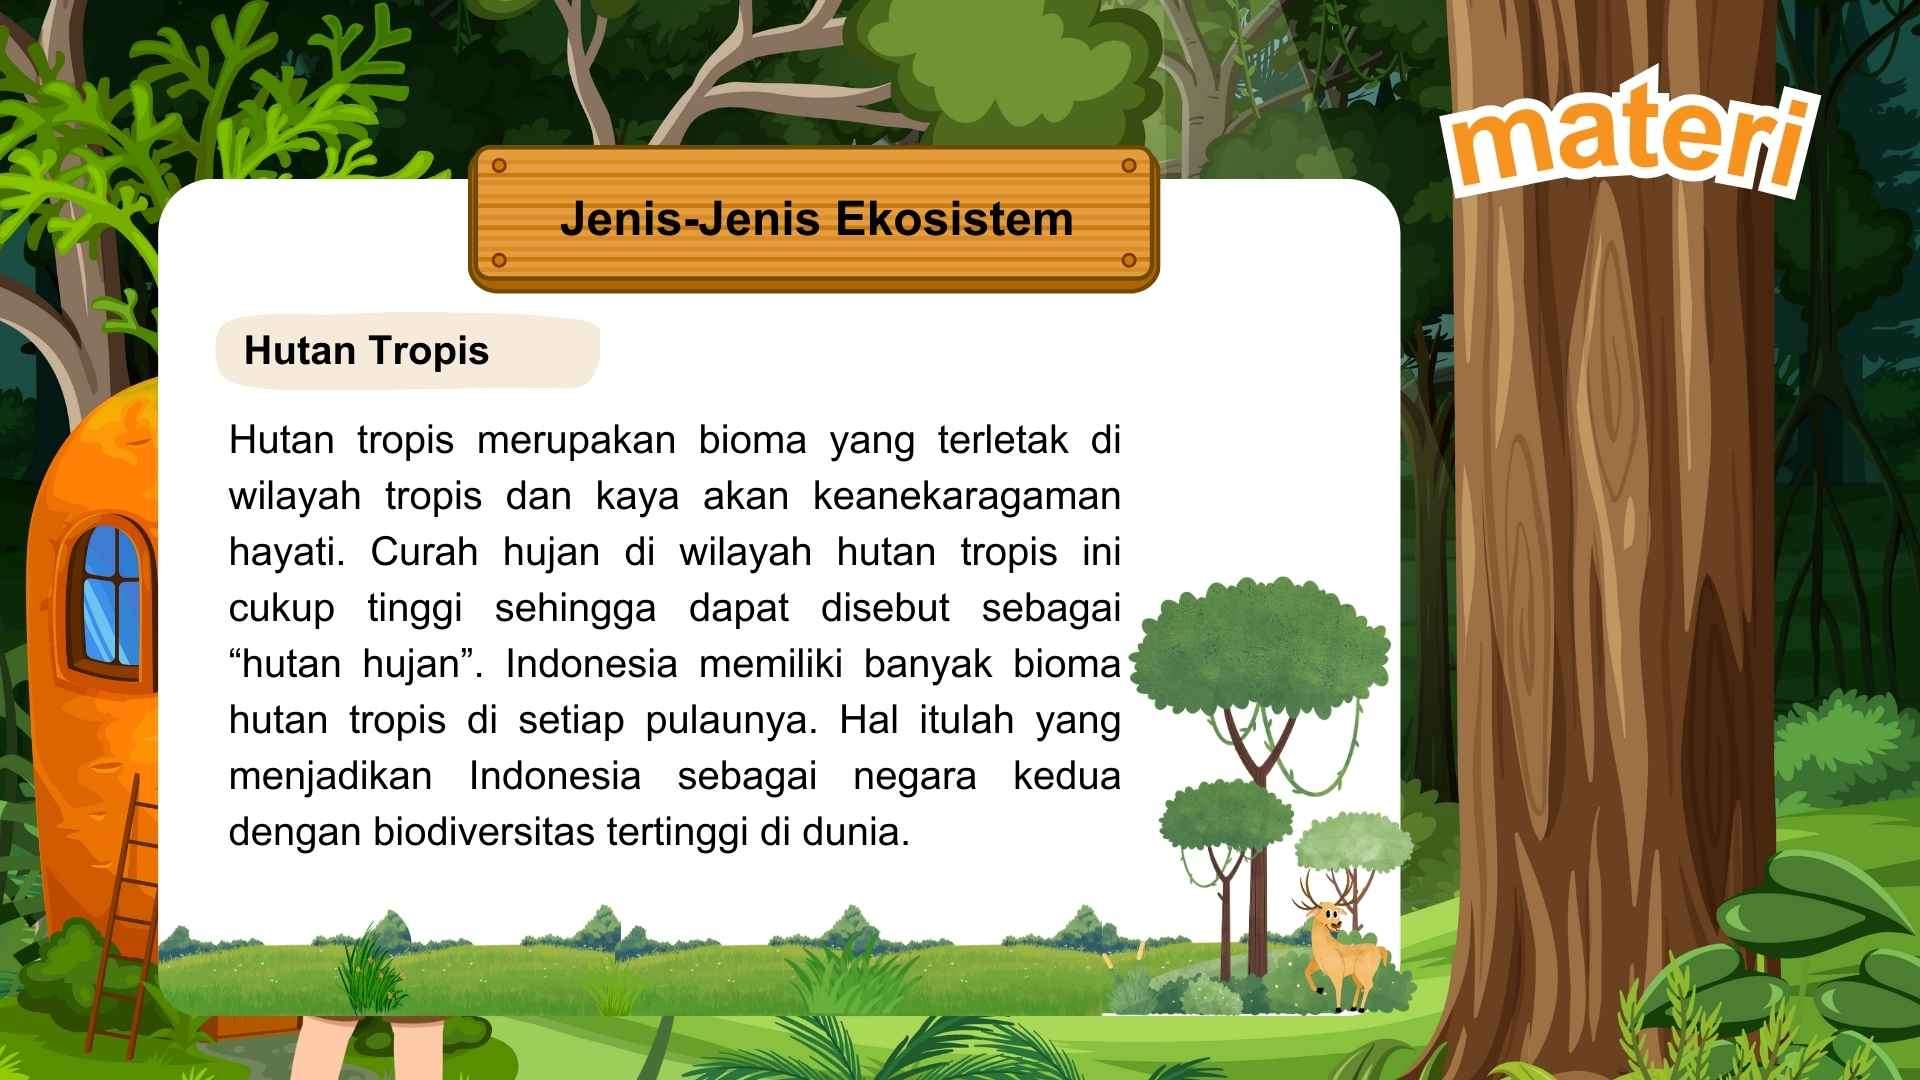 materi
Jenis-Jenis Ekosistem
Hutan Tropis
Hutan tropis merupakan bioma yang terletak di
wilayah tropis dan kaya akan keanekaragaman
hayati. Curah hujan di wilayah hutan tropis ini
cukup tinggi sehingga dapat disebut sebagai
“hutan hujan”. Indonesia memiliki banyak bioma
hutan tropis di setiap pulaunya. Hal itulah yang
menjadikan Indonesia sebagai negara kedua
dengan biodiversitas tertinggi di dunia.